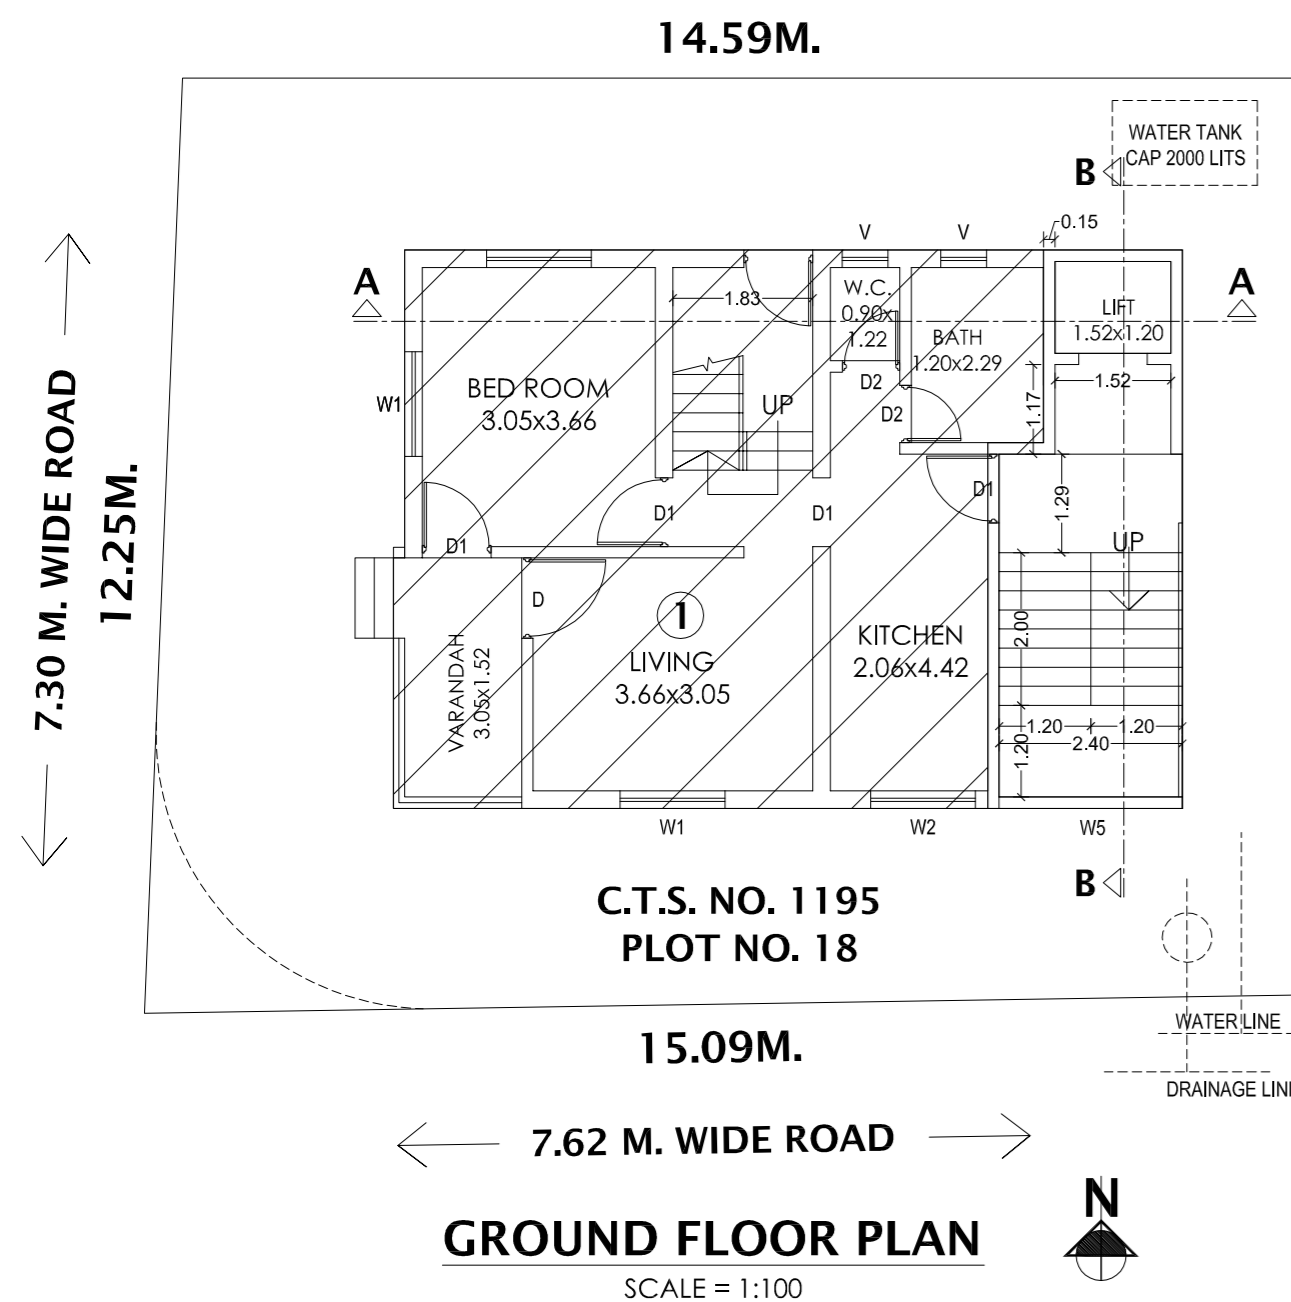 14.59M.
WATER TANK
CAP 2000 LITS
B
0.15
V
V
A
A
W.C.
0.90x
1.22
1.83
LIFT
1.52x1.20
BATH
1.20x2.29
BED ROOM
3.05x3.66
W1
D2
D2
UP
1.52
1.17
7.30 M. WIDE ROAD
12.25M.
D1
D1
D1
D1
1.29
UP
D
1
LIVING
3.66x3.05
KITCHEN
2.06x4.42
VARANDAH
3.05x1.52
2.00
1.20
1.20
2.40
1.20
W1
W2
W5
B
C.T.S. NO. 1195
PLOT NO. 18
WATER LINE
15.09M.
DRAINAGE LINE
7.62 M. WIDE ROAD
N
GROUND FLOOR PLAN
SCALE = 1:100